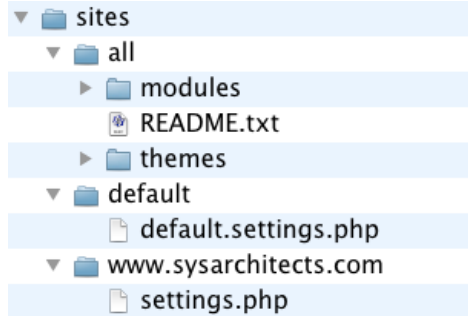 sites
all
modules
README.txt
themes
default
default.settings.php
www.sysarchitects.com
settings.php